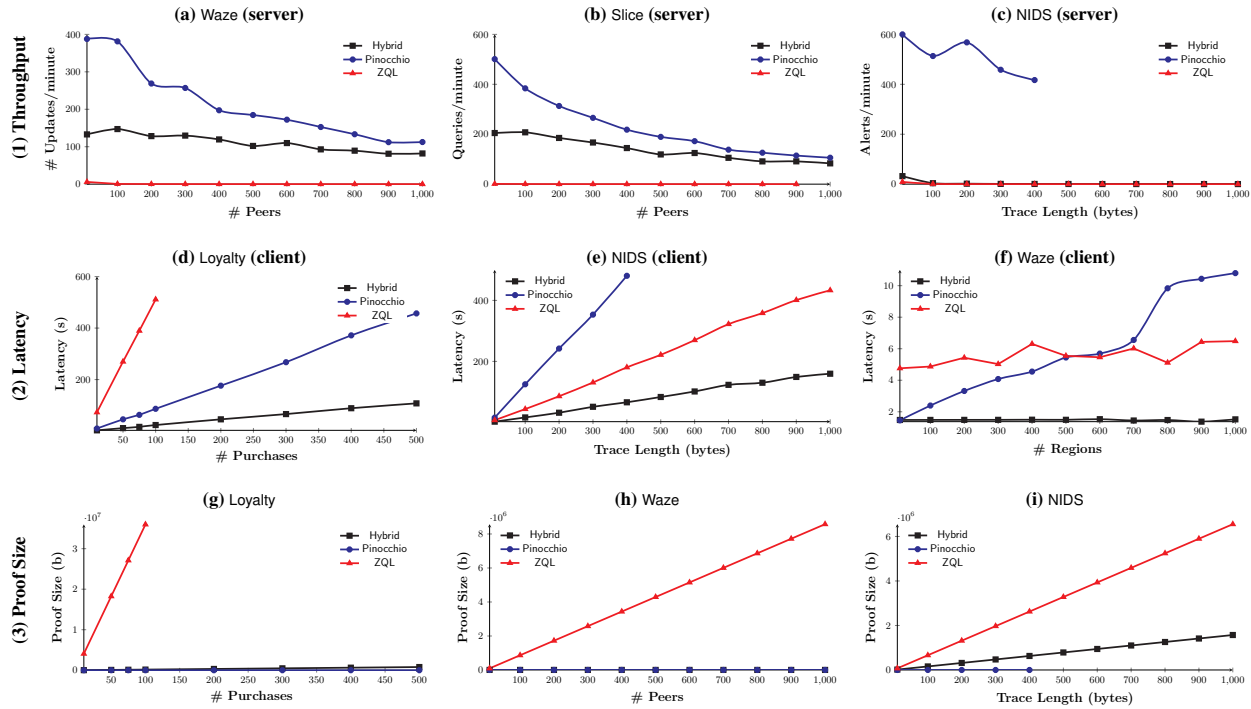 (a) Waze (server)
(b) Slice (server)
(c) NIDS (server)
(1) Throughput
# Updates/minute
400
300
200
100
0
Hybrid
Pinocchio
ZQL
100 200 300 400 500 600 700 800 900 1,000
# Peers
Queries/minute
600
400
200
0
Hybrid
Pinocchio
ZQL
100 200 300 400 500 600 700 800 900 1,000
# Peers
Alerts/minute
600
400
200
0
Hybrid
Pinocchio
ZQL
100 200 300 400 500 600 700 800 900 1,000
Trace Length (bytes)
(d) Loyalty (client)
(e) NIDS (client)
(f) Waze (client)
(2) Latency
Latency (s)
600
400
200
Hybrid
Pinocchio
ZQL
50 100 150 200 250 300 350 400 450 500
# Purchases
Latency (s)
400
200
Hybrid
Pinocchio
ZQL
100 200 300 400 500 600 700 800 900 1,000
Trace Length (bytes)
Latency (s)
10
8
6
4
2
Hybrid
Pinocchio
ZQL
100 200 300 400 500 600 700 800 900 1,000
# Regions
(g) Loyalty
(h) Waze
(i) NIDS
(3) Proof Size
Proof Size (b)
·10^7
3
2
1
0
Hybrid
Pinocchio
ZQL
50 100 150 200 250 300 350 400 450 500
# Purchases
Proof Size (b)
·10^6
8
6
4
2
0
Hybrid
Pinocchio
ZQL
100 200 300 400 500 600 700 800 900 1,000
# Peers
Proof Size (b)
·10^6
6
4
2
0
Hybrid
Pinocchio
ZQL
100 200 300 400 500 600 700 800 900 1,000
Trace Length (bytes)